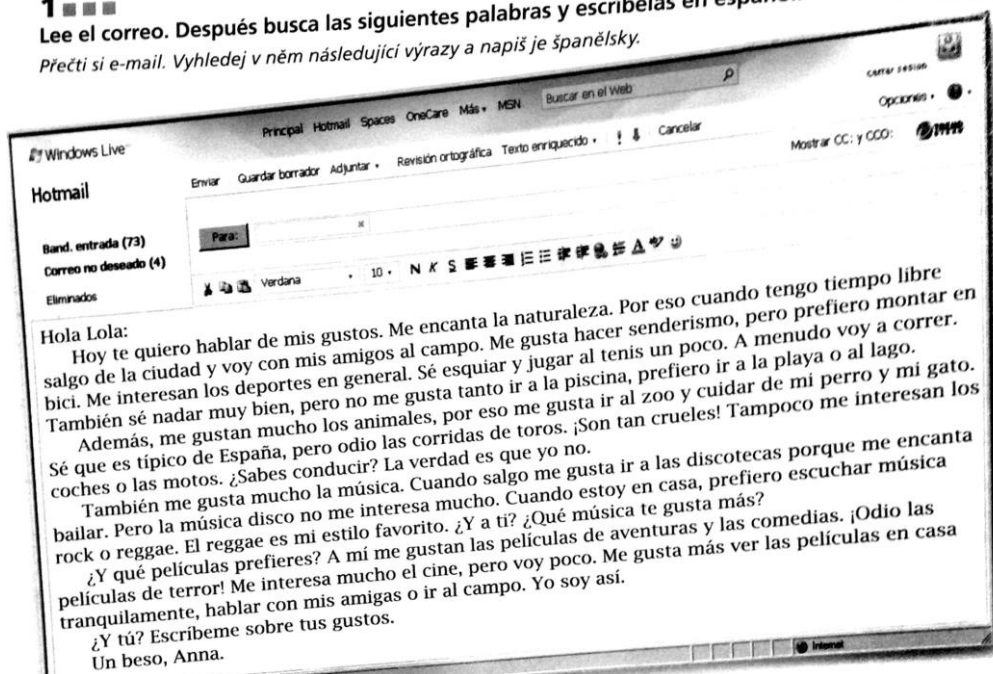 1
Lee el correo. Después busca las siguientes palabras y escríbelas en
Přečti si e-mail. Vyhledej v něm následující výrazy a napiš je španělsky.
Windows Live
Principal Hotmail Spaces OneCare Más MSN Buscar en el Web
cerrar sesión
Hotmail
Enviar Guardar borrador Adjuntar Revisión ortográfica Texto enriquecido ! Cancelar
Opciones
Mostrar CC: y CCO:
Band. entrada (73)
Correo no deseado (4)
Eliminados
Para:
Verdana 10 N K S A
Hola Lola:
Hoy te quiero hablar de mis gustos. Me encanta la naturaleza. Por eso cuando tengo tiempo libre
salgo de la ciudad y voy con mis amigos al campo. Me gusta hacer senderismo, pero prefiero montar en
bici. Me interesan los deportes en general. Sé esquiar y jugar al tenis un poco. A menudo voy a correr.
También sé nadar muy bien, pero no me gusta tanto ir a la piscina, prefiero ir a la playa o al lago.
Además, me gustan mucho los animales, por eso me gusta ir al zoo y cuidar de mi perro y mi gato.
Sé que es típico de España, pero odio las corridas de toros. ¡Son tan crueles! Tampoco me interesan los
coches o las motos. ¿Sabes conducir? La verdad es que yo no.
También me gusta mucho la música. Cuando salgo me gusta ir a las discotecas porque me encanta
bailar. Pero la música disco no me interesa mucho. Cuando estoy en casa, prefiero escuchar música
rock o reggae. El reggae es mi estilo favorito. ¿Y a ti? ¿Qué música te gusta más?
¿Y qué películas prefieres? A mí me gustan las películas de aventuras y las comedias. ¡Odio las
películas de terror! Me interesa mucho el cine, pero voy poco. Me gusta más ver las películas en casa
tranquilamente, hablar con mis amigas o ir al campo. Yo soy así.
¿Y tú? Escríbeme sobre tus gustos.
Un beso, Anna.
Internet